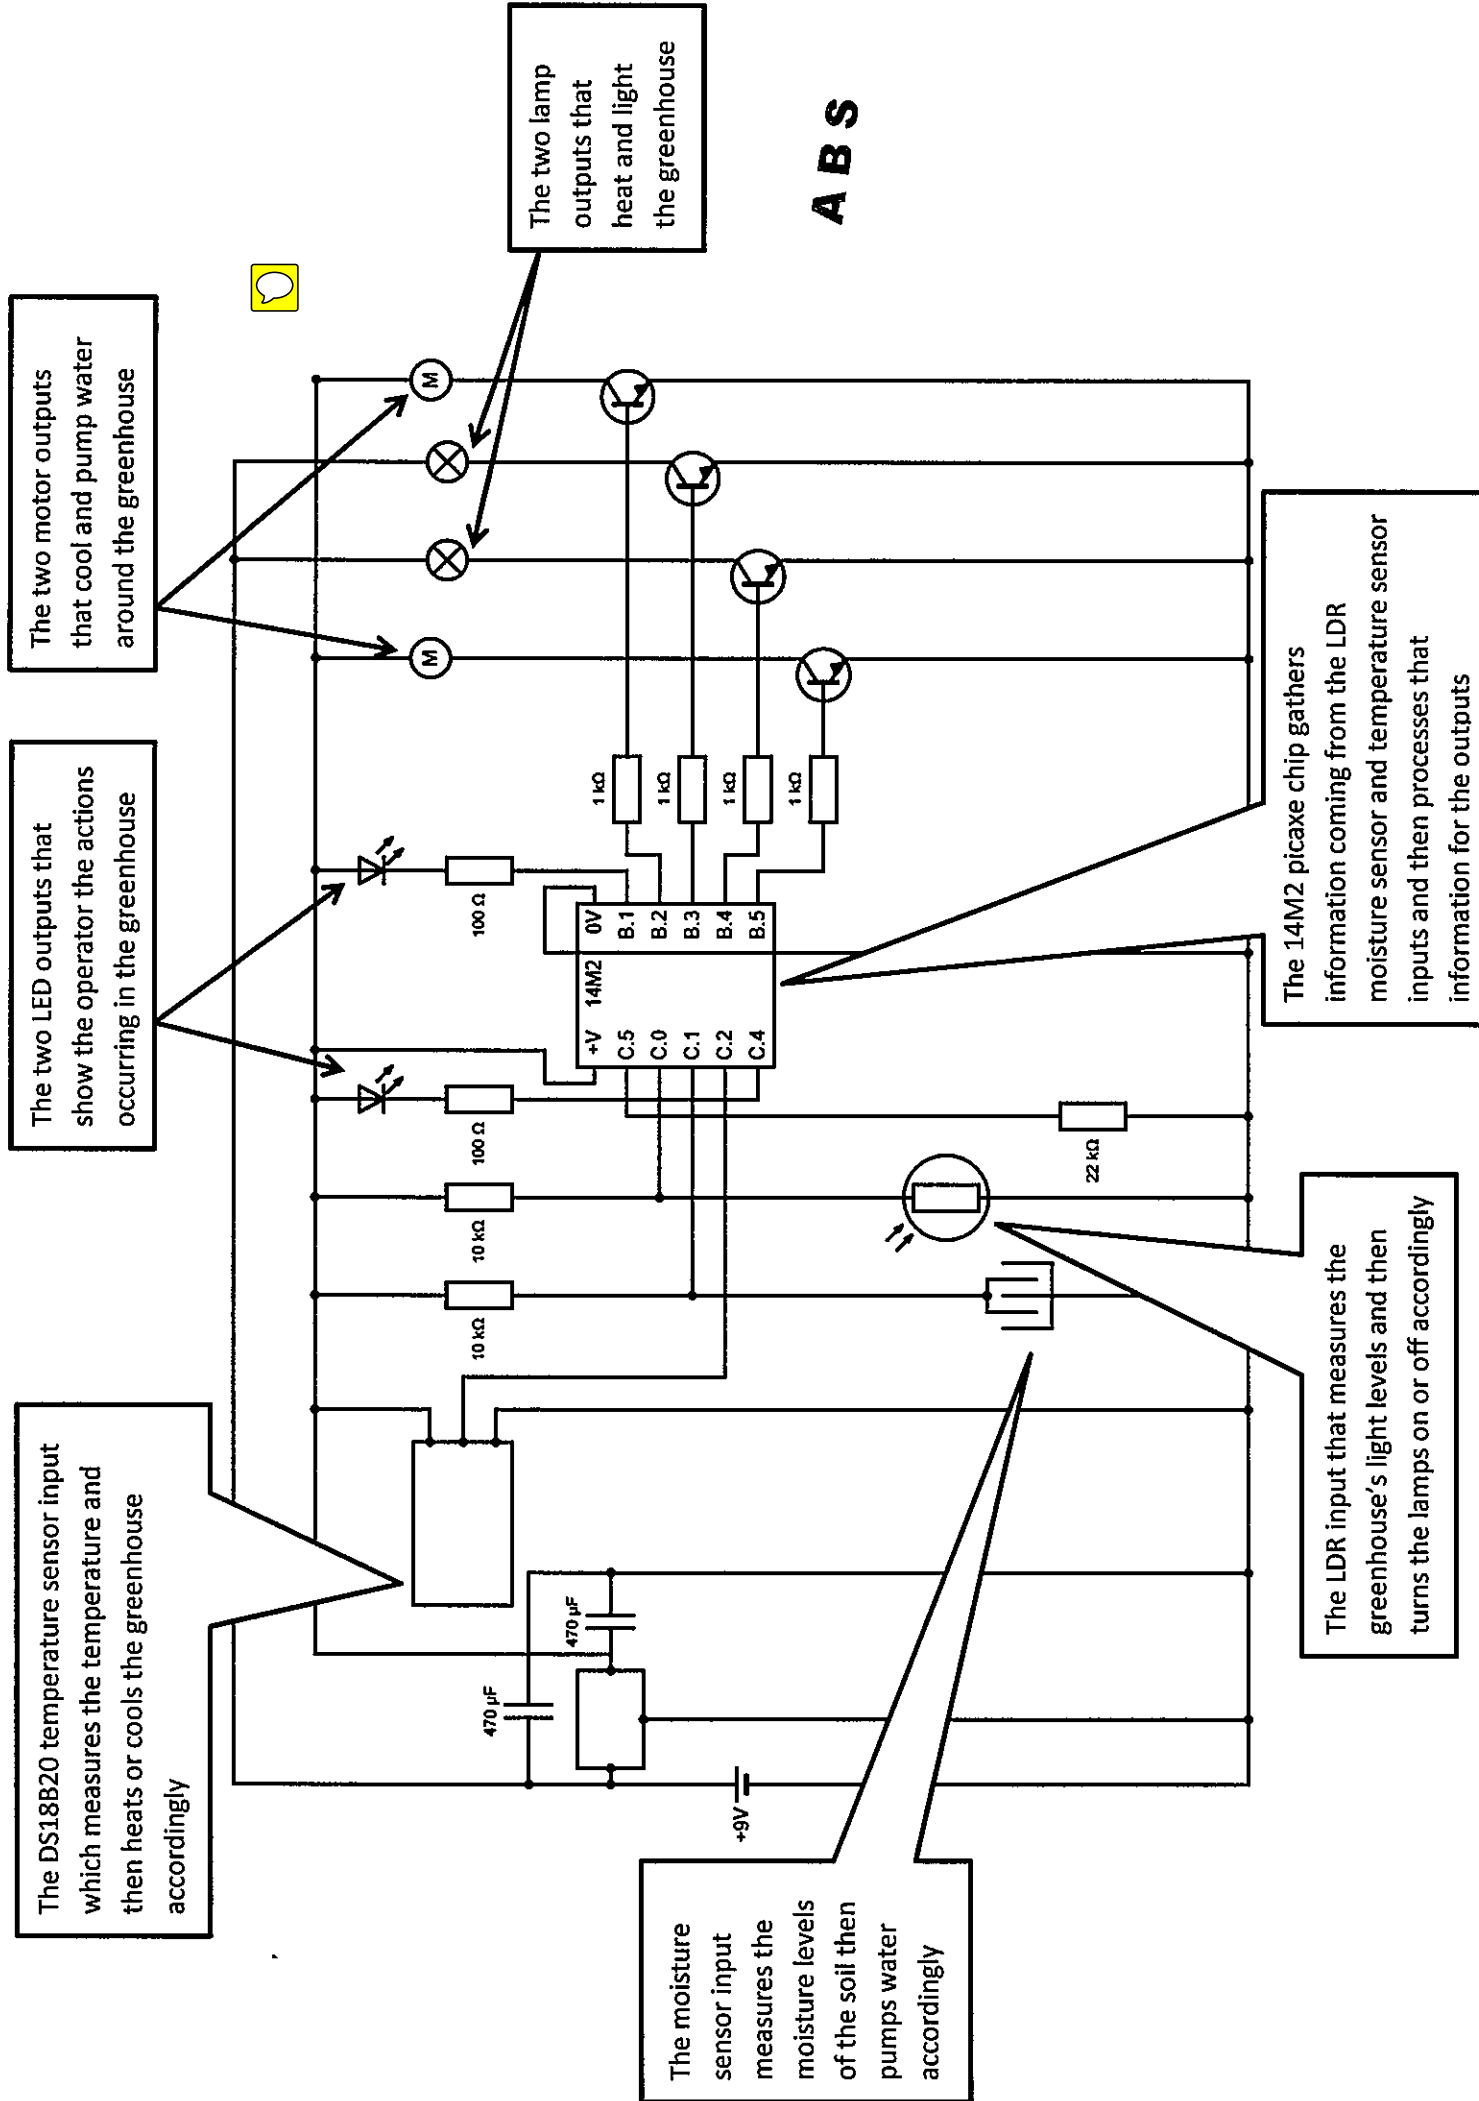 The DS18B20 temperature sensor input
which measures the temperature and
then heats or cools the greenhouse
accordingly
The two LED outputs that
show the operator the actions
occurring in the greenhouse
The two motor outputs
that cool and pump water
around the greenhouse
The two lamp
outputs that
heat and light
the greenhouse
A B S
+9V
470 µF
470 µF
10 kΩ
10 kΩ
100 Ω
100 Ω
22 kΩ
+V 14M2 0V
C.5 B.1
C.0 B.2
C.1 B.3
C.2 B.4
C.4 B.5
1 kΩ
1 kΩ
1 kΩ
1 kΩ
M
M
The moisture
sensor input
measures the
moisture levels
of the soil then
pumps water
accordingly
The LDR input that measures the
greenhouse's light levels and then
turns the lamps on or off accordingly
The 14M2 picaxe chip gathers
information coming from the LDR
moisture sensor and temperature sensor
inputs and then processes that
information for the outputs